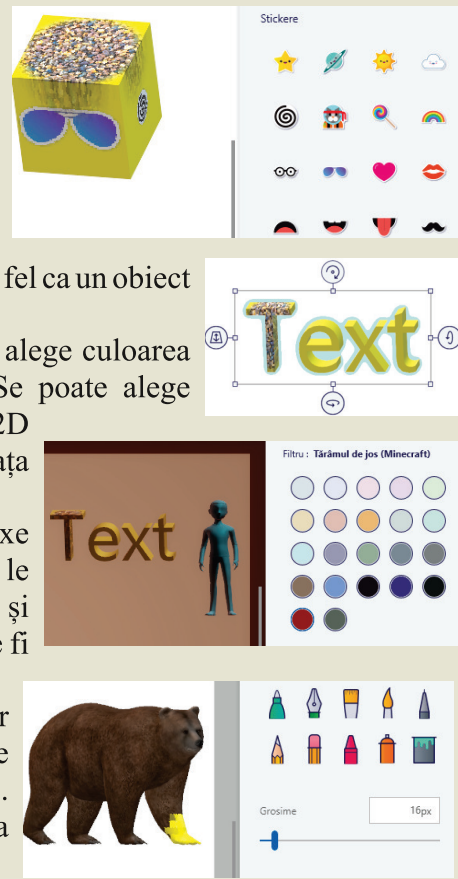 Stickere
fel ca un obiect
Text
alege culoarea
Se poate alege
2D
ața
Filtru : Tărâmul de jos (Minecraft)
Text
xe
le
și
e fi
r
e
.
a
Grosime
16px